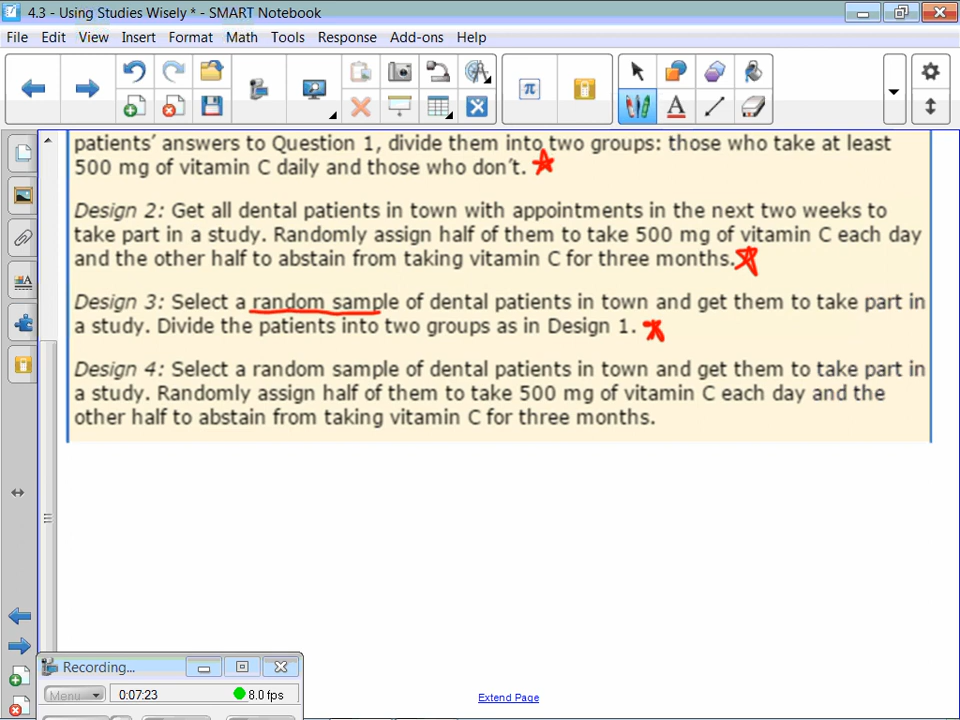 4.3 - Using Studies Wisely * - SMART Notebook
File Edit View Insert Format Math Tools Response Add-ons Help
patients' answers to Question 1, divide them into two groups: those who take at least
500 mg of vitamin C daily and those who don't.
Design 2: Get all dental patients in town with appointments in the next two weeks to
take part in a study. Randomly assign half of them to take 500 mg of vitamin C each day
and the other half to abstain from taking vitamin C for three months.
Design 3: Select a random sample of dental patients in town and get them to take part in
a study. Divide the patients into two groups as in Design 1.
Design 4: Select a random sample of dental patients in town and get them to take part in
a study. Randomly assign half of them to take 500 mg of vitamin C each day and the
other half to abstain from taking vitamin C for three months.
Recording...
Menu 0:07:23 8.0 fps
Extend Page